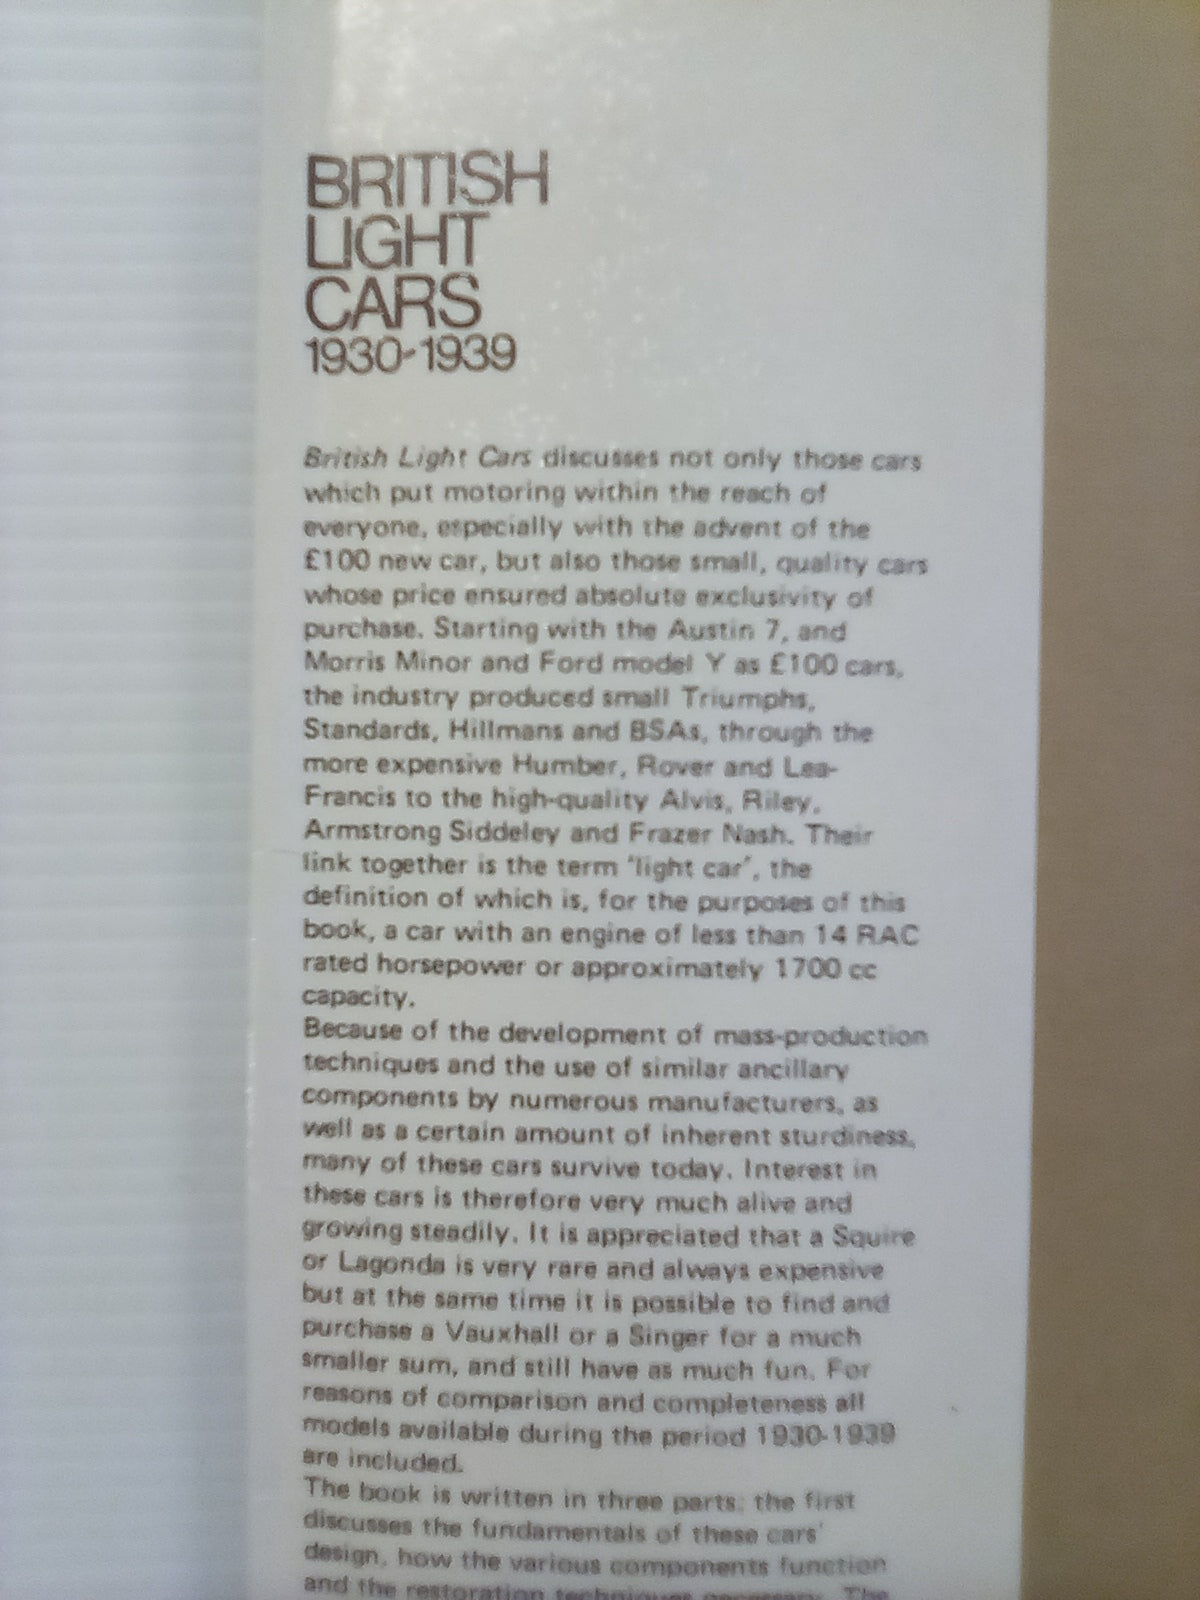 BRITISH
LIGHT
CARS
1930-1939
British Light Cars discusses not only those cars
which put motoring within the reach of
everyone, especially with the advent of the
£100 new car, but also those small, quality cars
whose price ensured absolute exclusivity of
purchase. Starting with the Austin 7, and
Morris Minor and Ford model Y as £100 cars,
the industry produced small Triumphs,
Standards, Hillmans and BSAs, through the
more expensive Humber, Rover and Lea-
Francis to the high-quality Alvis, Riley,
Armstrong Siddeley and Frazer Nash. Their
link together is the term 'light car', the
definition of which is, for the purposes of this
book, a car with an engine of less than 14 RAC
rated horsepower or approximately 1700 cc
capacity.
Because of the development of mass-production
techniques and the use of similar ancillary
components by numerous manufacturers, as
well as a certain amount of inherent sturdiness,
many of these cars survive today. Interest in
these cars is therefore very much alive and
growing steadily. It is appreciated that a Squire
or Lagonda is very rare and always expensive
but at the same time it is possible to find and
purchase a Vauxhall or a Singer for a much
smaller sum, and still have as much fun. For
reasons of comparison and completeness all
models available during the period 1930-1939
are included.
The book is written in three parts: the first
discusses the fundamentals of these cars'
design, how the various components function
and the restoration techniques necessary. The